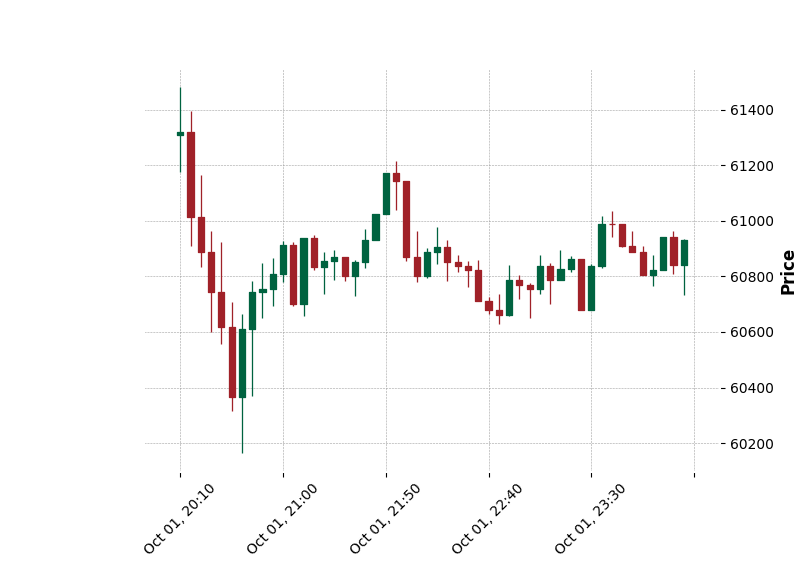 61400
61200
61000
60800
60600
60400
60200
Price
Oct 01, 20:10
Oct 01, 21:00
Oct 01, 21:50
Oct 01, 22:40
Oct 01, 23:30